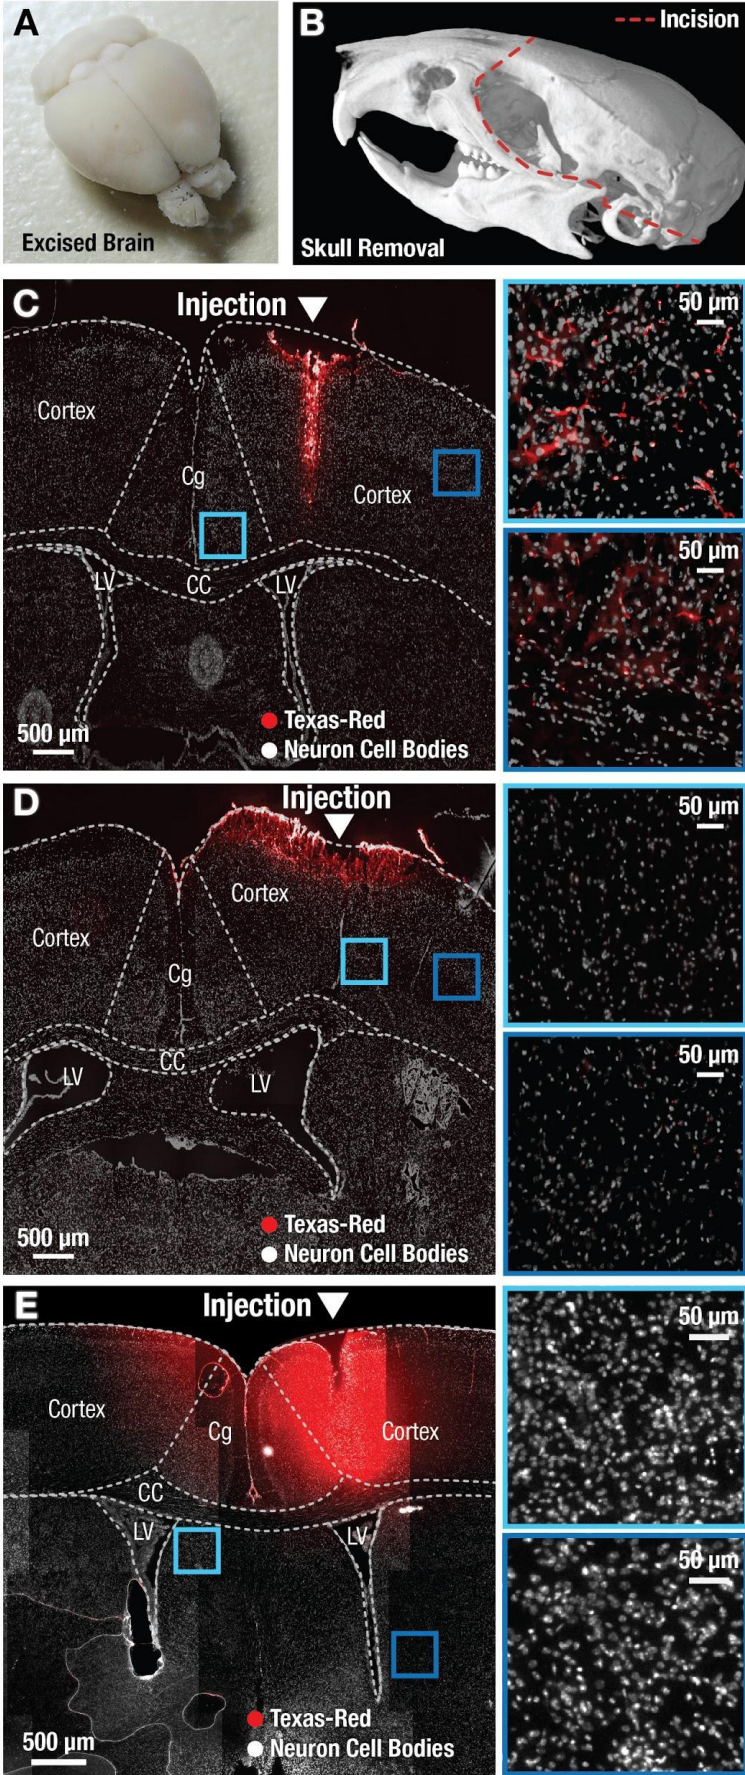 A
Excised Brain
B
Incision
Skull Removal
C
Injection
Cortex
Cg
Cortex
LV
CC
LV
500 µm
Texas-Red
Neuron Cell Bodies
50 µm
50 µm
D
Injection
Cortex
Cortex
Cg
CC
LV
LV
500 µm
Texas-Red
Neuron Cell Bodies
50 µm
50 µm
E
Injection
Cortex
Cg
Cortex
CC
LV
LV
500 µm
Texas-Red
Neuron Cell Bodies
50 µm
50 µm